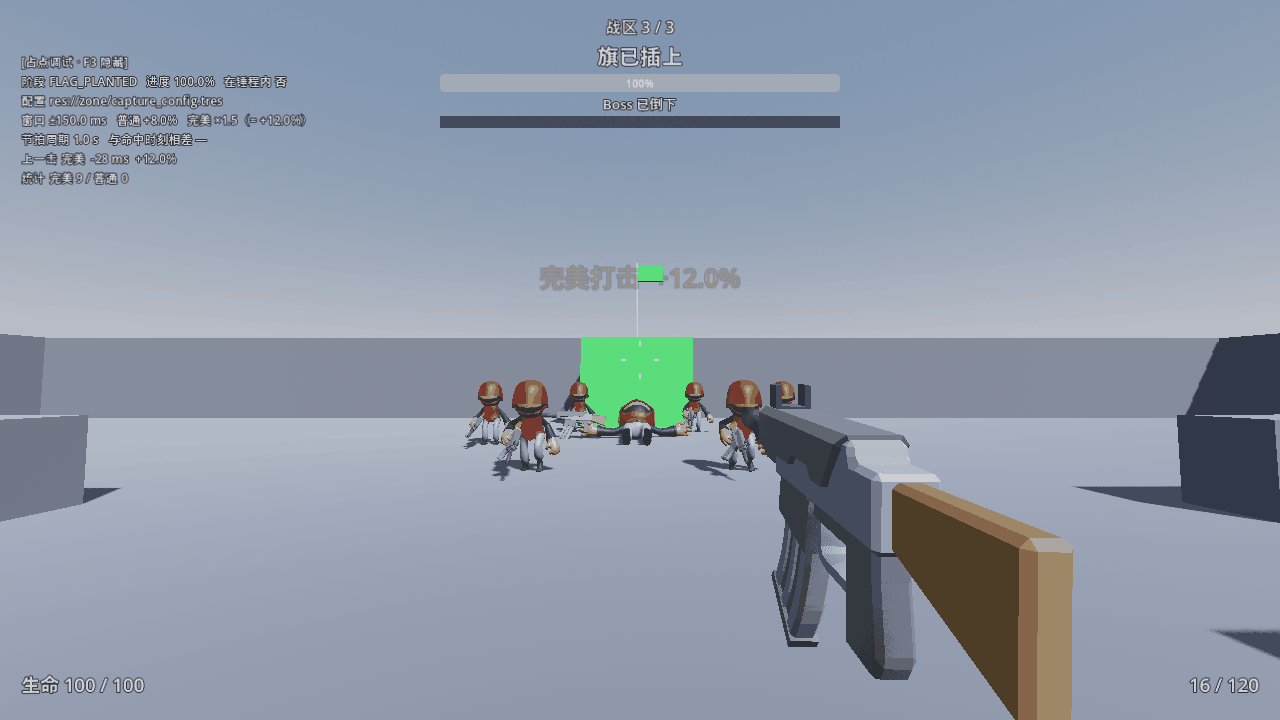 战区 3 / 3
旗已插上
100%
Boss 已倒下
[占点调试 · F3 隐藏]
阶段 FLAG_PLANTED 进度 100.0% 在锤程内 否
配置 res://zone/capture_config.tres
窗口 ±150.0 ms 普通 +8.0% 完美 ×1.5（= +12.0%）
节拍周期 1.0 s 与命中时刻相差 —
上一击 完美 -28 ms +12.0%
统计 完美 9 / 普通 0
完美打击 +12.0%
生命 100 / 100
16 / 120